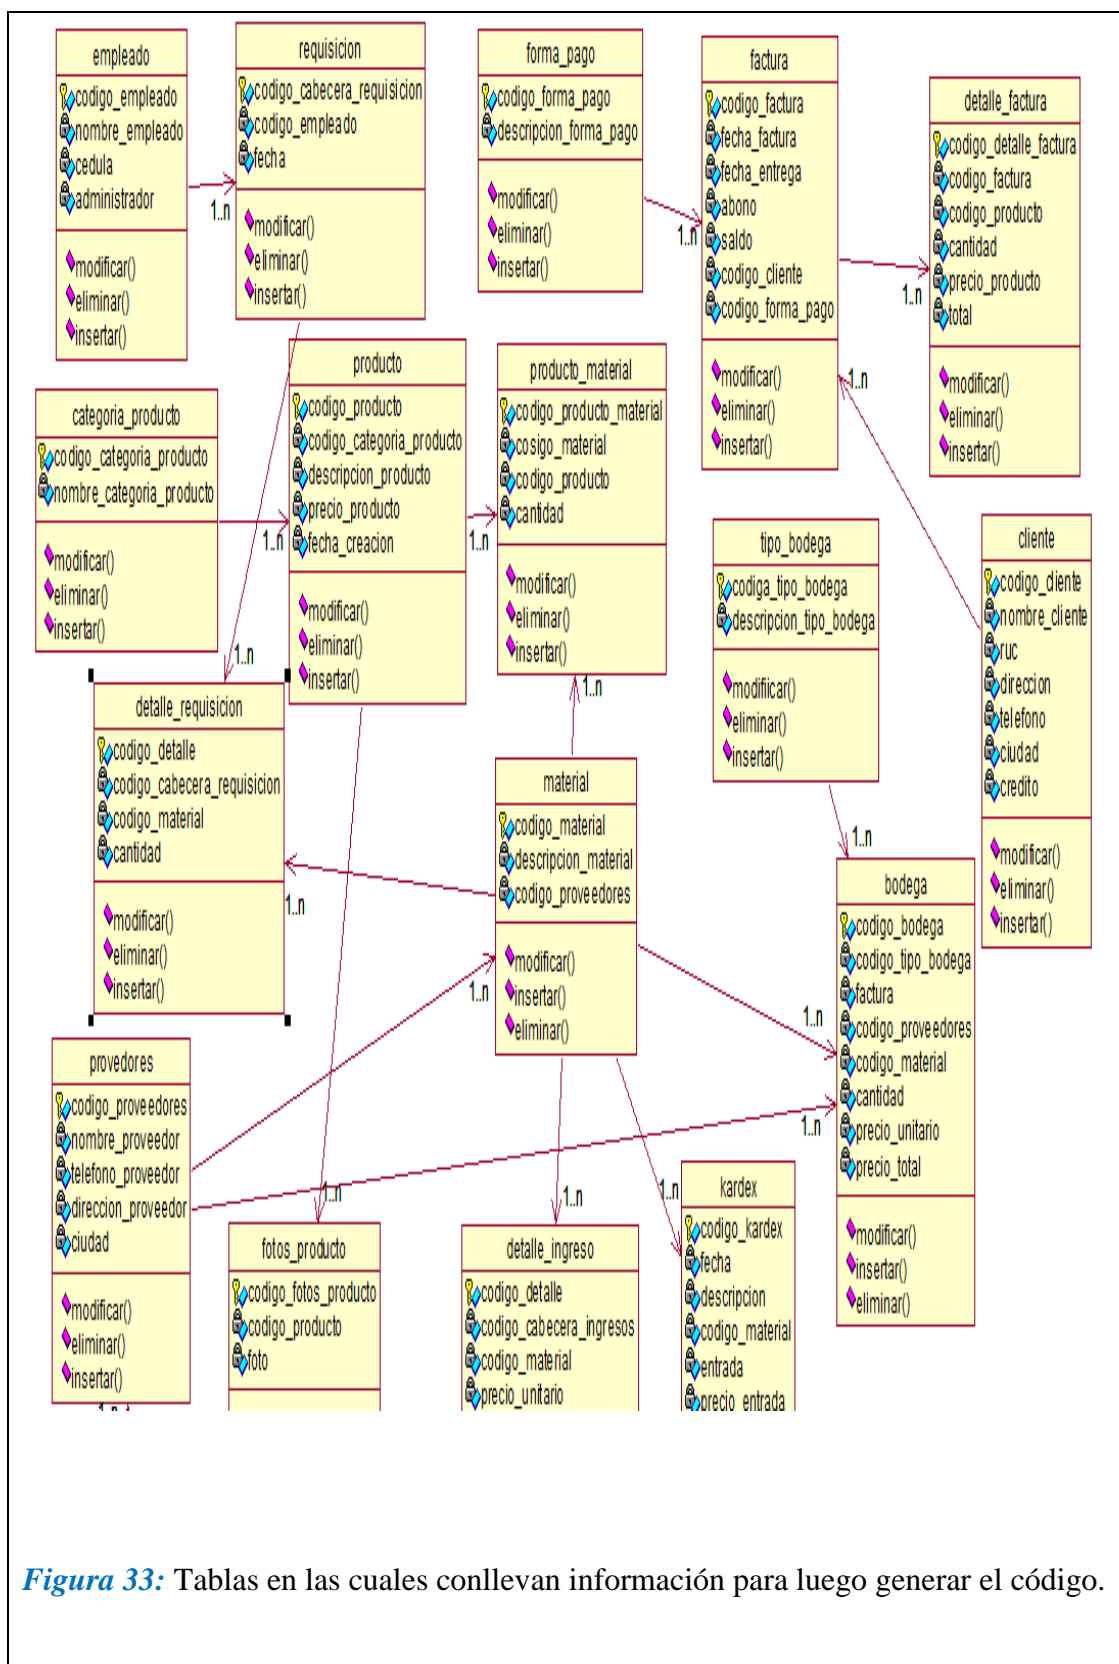 empleado
codigo_empleado
nombre_empleado
cedula
administrador
modificar()
eliminar()
insertar()
1..n
requisicion
codigo_cabecera_requisicion
codigo_empleado
fecha
modificar()
eliminar()
insertar()
forma_pago
codigo_forma_pago
descripcion_forma_pago
modificar()
eliminar()
insertar()
1..n
factura
codigo_factura
fecha_factura
fecha_entrega
abono
saldo
codigo_cliente
codigo_forma_pago
modificar()
eliminar()
insertar()
1..n
1..n
detalle_factura
codigo_detalle_factura
codigo_factura
codigo_producto
cantidad
precio_producto
total
modificar()
eliminar()
insertar()
categoria_producto
codigo_categoria_producto
nombre_categoria_producto
modificar()
eliminar()
insertar()
1..n
producto
codigo_producto
codigo_categoria_producto
descripcion_producto
precio_producto
fecha_creacion
modificar()
eliminar()
insertar()
1..n
producto_material
codigo_producto_material
cosigo_material
codigo_producto
cantidad
modificar()
eliminar()
insertar()
1..n
tipo_bodega
codiga_tipo_bodega
descripcion_tipo_bodega
modifiicar()
eliminar()
insertar()
1..n
cliente
codigo_cliente
nombre_cliente
ruc
direccion
telefono
ciudad
credito
modificar()
eliminar()
insertar()
1..n
detalle_requisicion
codigo_detalle
codigo_cabecera_requisicion
codigo_material
cantidad
modificar()
eliminar()
insertar()
1..n
material
codigo_material
descripcion_material
codigo_proveedores
modificar()
insertar()
eliminar()
1..n
1..n
bodega
codigo_bodega
codigo_tipo_bodega
factura
codigo_proveedores
codigo_material
cantidad
precio_unitario
precio_total
modificar()
insertar()
eliminar()
1..n
provedores
codigo_proveedores
nombre_proveedor
telefono_proveedor
direccion_proveedor
ciudad
modificar()
eliminar()
insertar()
1..n
1..n
fotos_producto
codigo_fotos_producto
codigo_producto
foto
1..n
detalle_ingreso
codigo_detalle
codigo_cabecera_ingresos
codigo_material
precio_unitario
1..n
kardex
codigo_kardex
fecha
descripcion
codigo_material
entrada
precio_entrada
Figura 33: Tablas en las cuales conllevan información para luego generar el código.